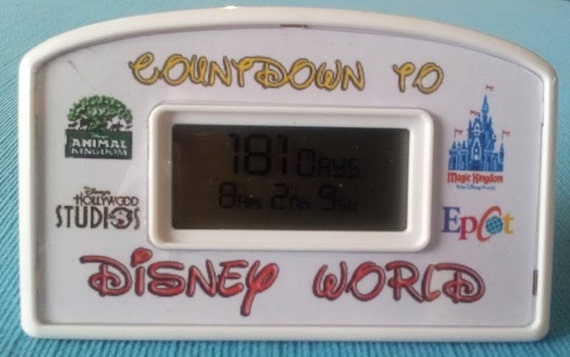 COUNTDOWN TO
Disney's
ANIMAL
KINGDOM
181 DAYS
8 HRS 2 MIN 9 SEC
Magic Kingdom
WALT DISNEY WORLD
Disney's
HOLLYWOOD
STUDIOS
Epcot
DISNEY WORLD